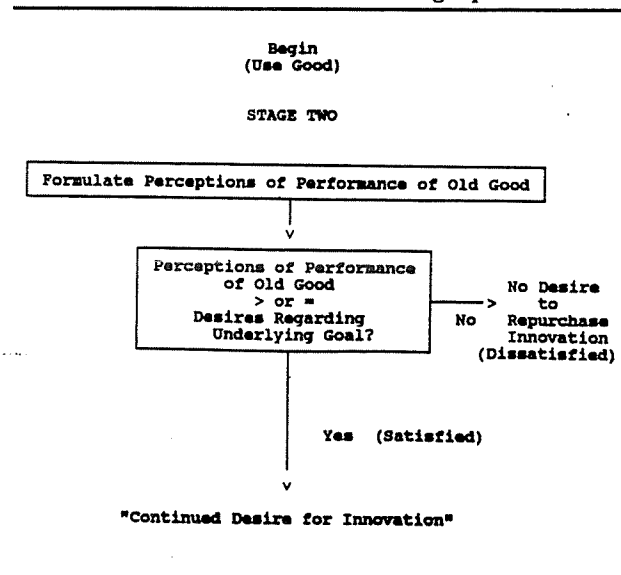 Begin
(Use Good)
STAGE TWO
Formulate Perceptions of Performance of Old Good
v
Perceptions of Performance
of Old Good
> or =
Desires Regarding
Underlying Goal?
> No Desire
No to
Repurchase
Innovation
(Dissatisfied)
Yes (Satisfied)
v
"Continued Desire for Innovation"